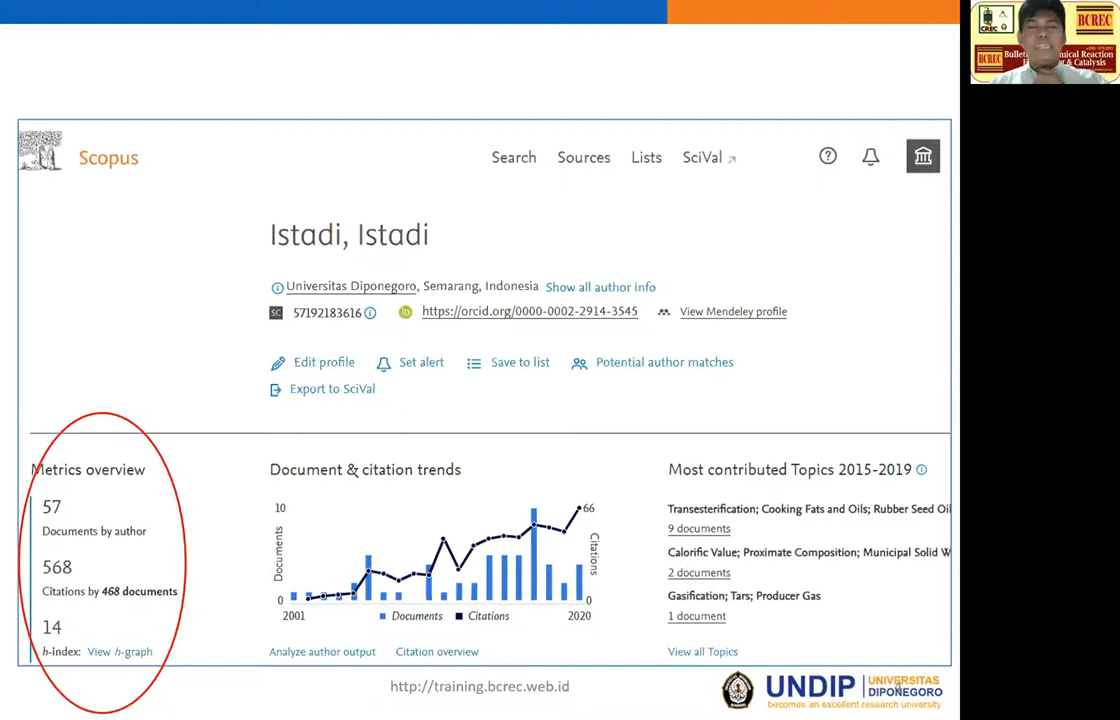 Scopus
Search Sources Lists SciVal
Istadi, Istadi
Universitas Diponegoro, Semarang, Indonesia Show all author info
SC 57192183616 iD https://orcid.org/0000-0002-2914-3545 View Mendeley profile
Edit profile Set alert Save to list Potential author matches
Export to SciVal
Metrics overview
57
Documents by author
568
Citations by 468 documents
14
h-index: View h-graph
Document & citation trends
10 66
Documents
Citations
0 0
2001 2020
Documents Citations
Analyze author output Citation overview
Most contributed Topics 2015-2019
Transesterification; Cooking Fats and Oils; Rubber Seed Oil
9 documents
Calorific Value; Proximate Composition; Municipal Solid W
2 documents
Gasification; Tars; Producer Gas
1 document
View all Topics
http://training.bcrec.web.id
UNDIP
UNIVERSITAS
DIPONEGORO
becomes an excellent research university
CREC
BCREC
BCREC
& Catalysis